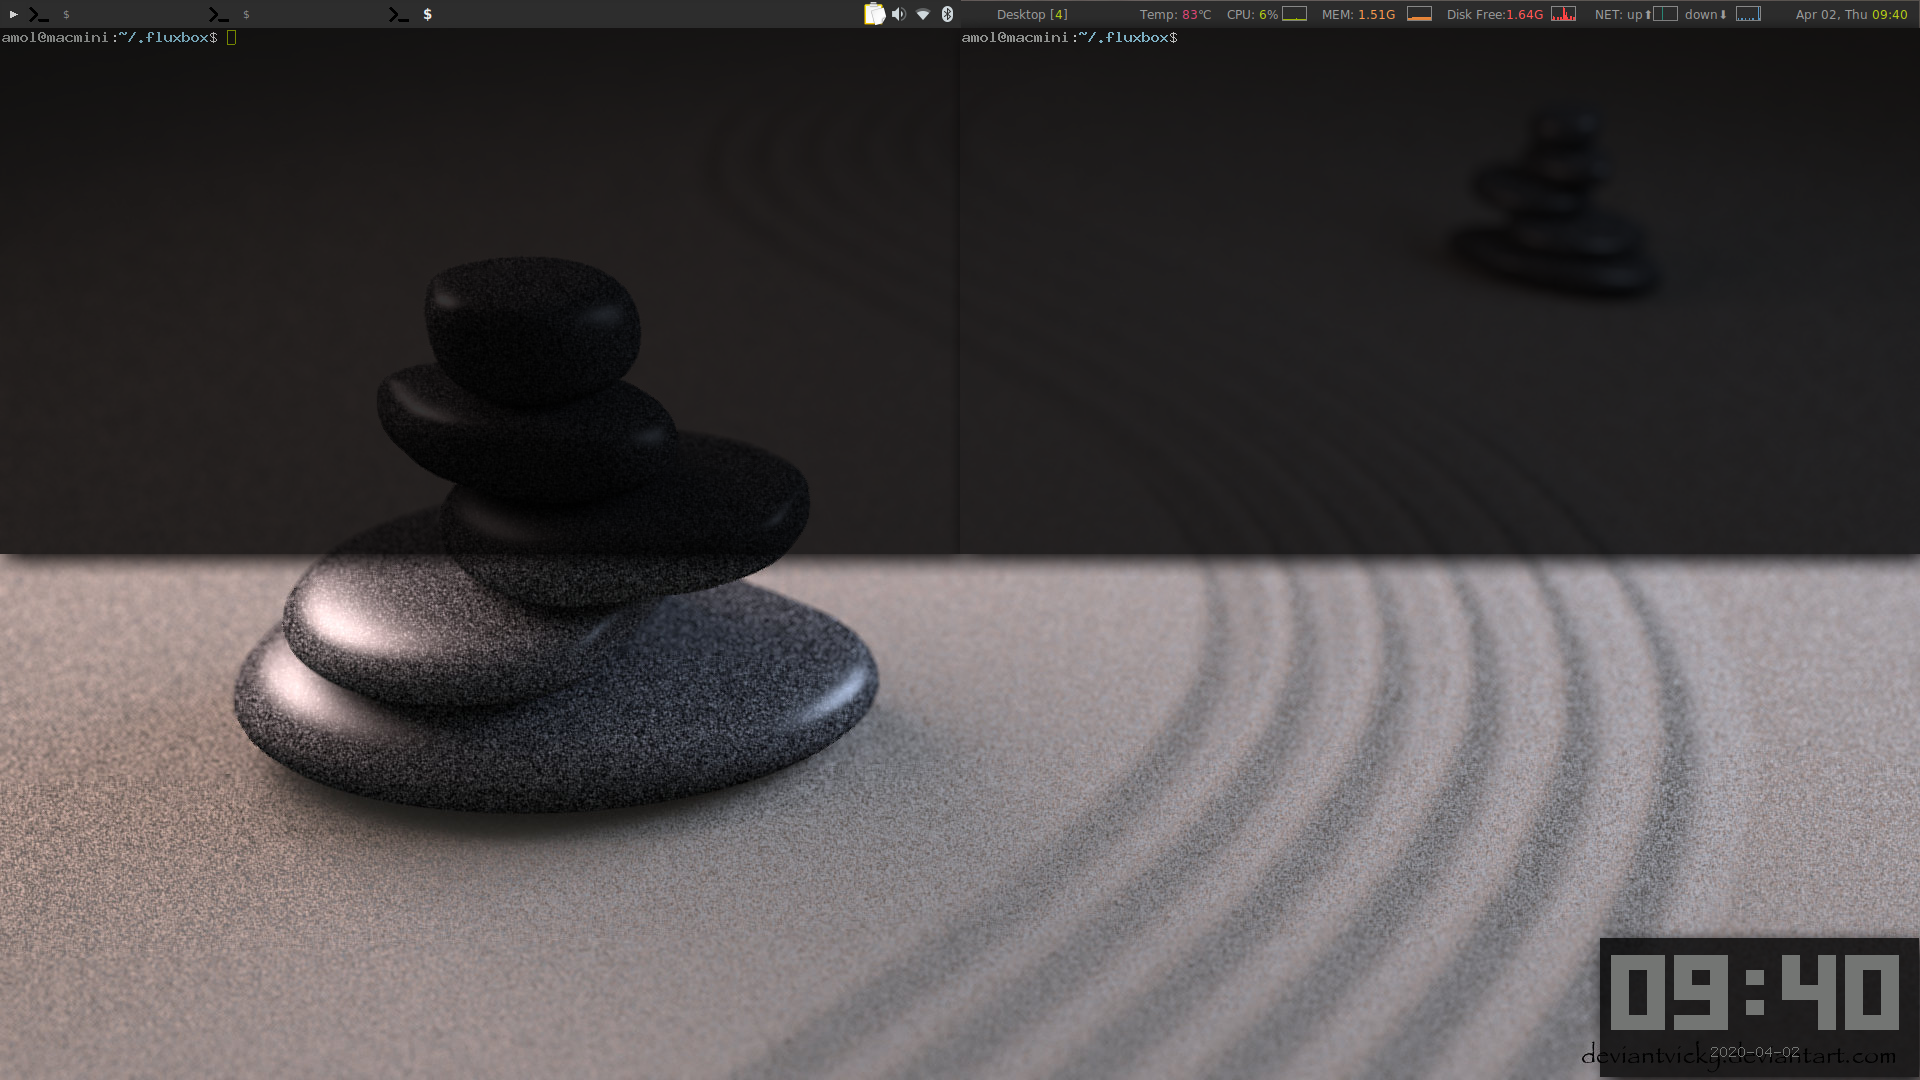 $ $ $ Desktop [4] Temp: 83℃ CPU: 6% MEM: 1.51G Disk Free:1.64G NET: up⬆ down⬇ Apr 02, Thu 09:40
amol@macmini:~/.fluxbox$
amol@macmini:~/.fluxbox$
09:40
2020-04-02
deviantvicky.deviantart.com